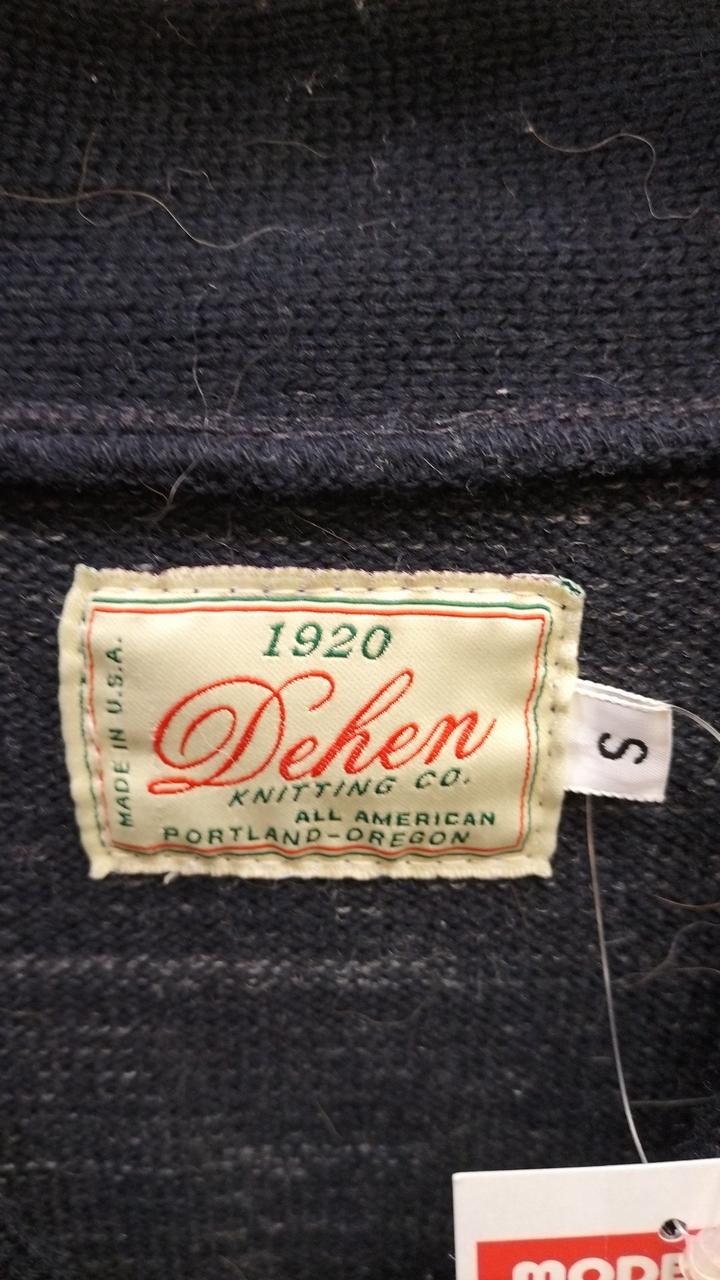 1920
Dehen
KNITTING CO.
ALL AMERICAN
PORTLAND-OREGON
MADE IN U.S.A.
S